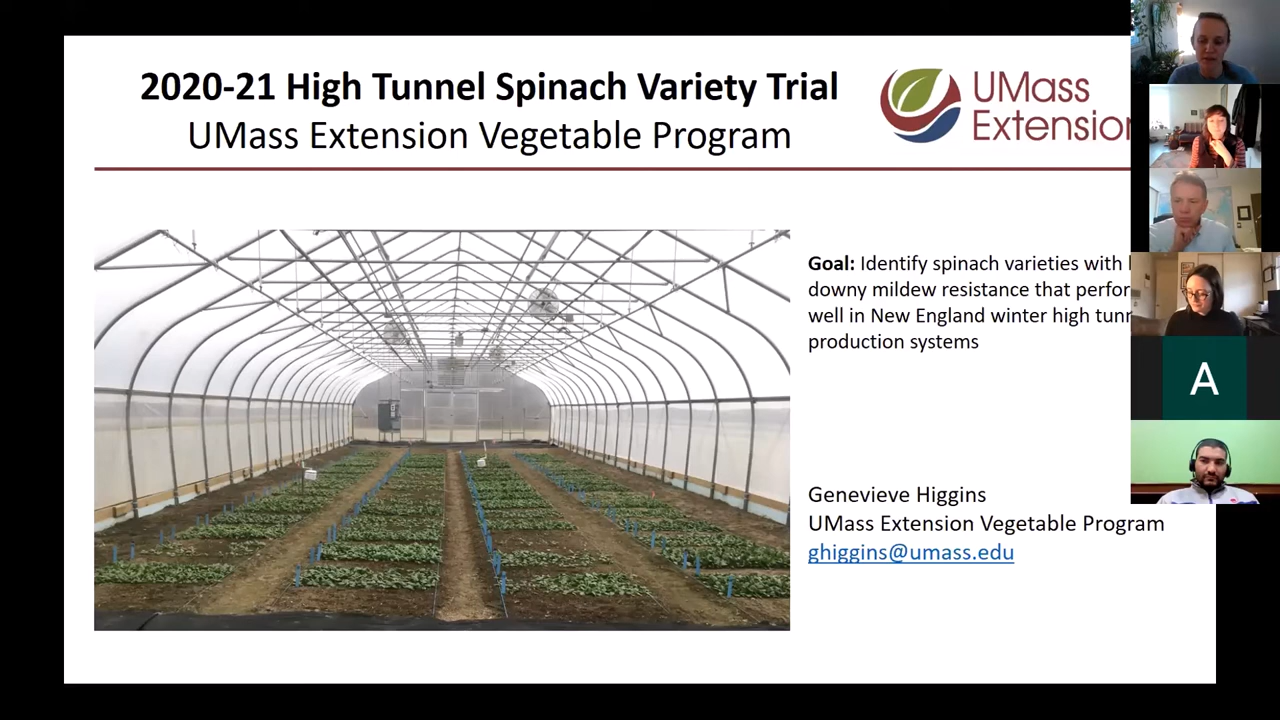 2020-21 High Tunnel Spinach Variety Trial
UMass Extension Vegetable Program
UMass
Extension
Goal: Identify spinach varieties with
downy mildew resistance that perfor
well in New England winter high tunn
production systems
Genevieve Higgins
UMass Extension Vegetable Program
ghiggins@umass.edu
A